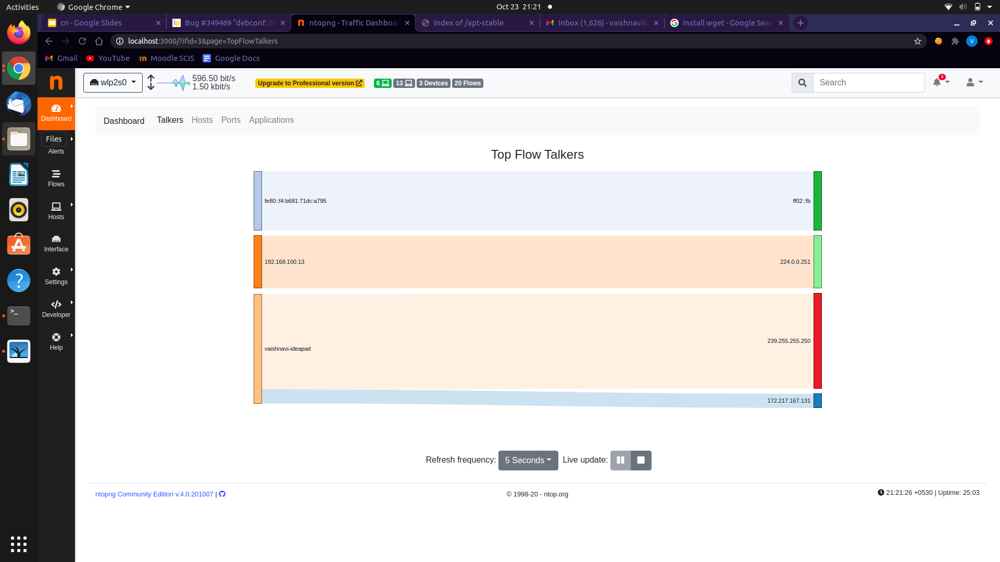 Activities
Google Chrome
Oct 23 21:21
cn - Google Slides
Bug #349469 “debconf: D
ntopng - Traffic Dashboar
Index of /apt-stable
Inbox (1,626) - vaishnavik
install wget - Google Sear
localhost:3000/?ifid=3&page=TopFlowTalkers
V
Gmail
YouTube
Moodle SCIS
Google Docs
wlp2s0
596.50 bit/s
1.50 kbit/s
Upgrade to Professional version
6
13
3 Devices
20 Flows
Search
3
Dashboard
Files
Alerts
Flows
Hosts
Interface
Settings
Developer
Help
Dashboard Talkers Hosts Ports Applications
Top Flow Talkers
fe80::f4:b681:71dc:a795
ff02::fb
192.168.100.13
224.0.0.251
vaishnavi-ideapad
239.255.255.250
172.217.167.131
Refresh frequency: 5 Seconds Live update:
ntopng Community Edition v.4.0.201007 |
© 1998-20 - ntop.org
21:21:26 +0530 | Uptime: 25:03